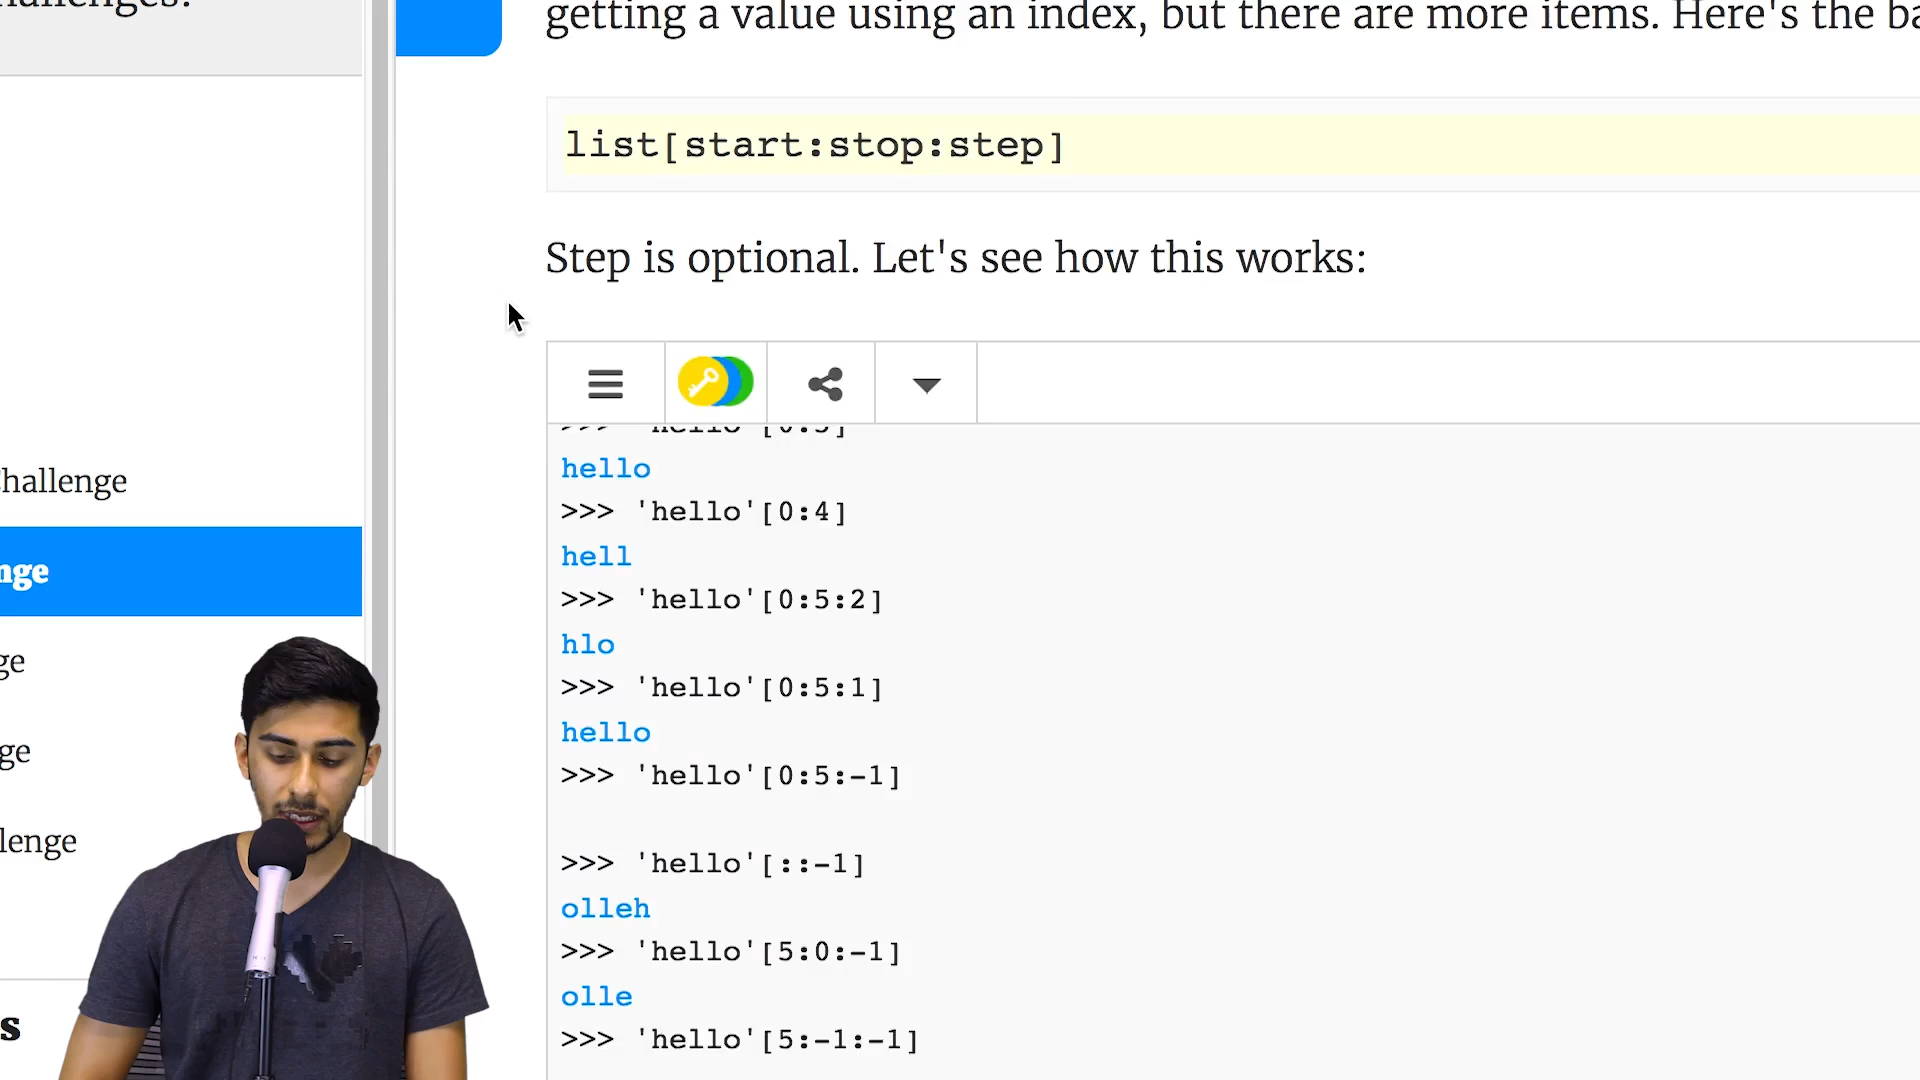 getting a value using an index, but there are more items. Here's the ba
list[start:stop:step]
Step is optional. Let's see how this works:
>>> 'hello'[0:5]
hello
>>> 'hello'[0:4]
hell
>>> 'hello'[0:5:2]
hlo
>>> 'hello'[0:5:1]
hello
>>> 'hello'[0:5:-1]
>>> 'hello'[::-1]
olleh
>>> 'hello'[5:0:-1]
olle
>>> 'hello'[5:-1:-1]
hallenge
nge
ge
ge
lenge
s